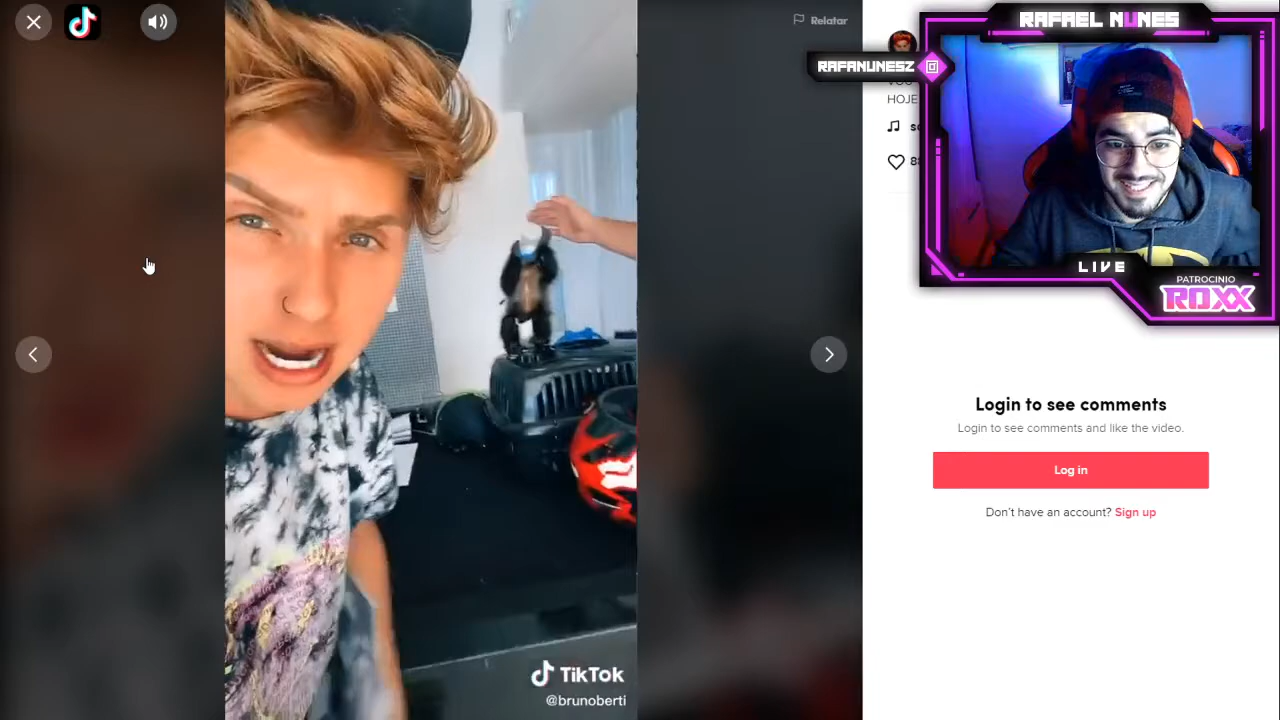 Relatar
RAFAEL NUNES
RAFANUNESZ
HOJE
LIVE
PATROCINIO
ROXX
Login to see comments
Login to see comments and like the video.
Log in
Don't have an account? Sign up
TikTok
@brunoberti